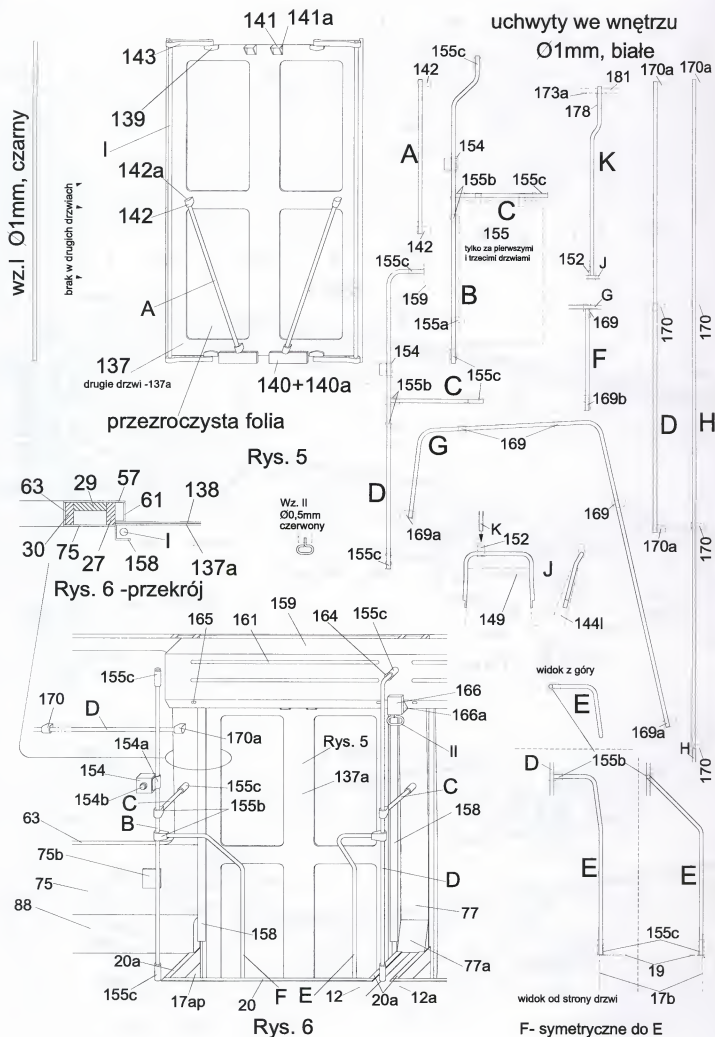 141 141a
143
139
I
142a
142
A
137
drugie drzwi -137a
140+140a
przezroczysta folia
Rys. 5
wz.I Ø1mm, czarny
brak w drugich drzwiach
uchwyty we wnętrzu
Ø1mm, białe
155c
142
A
142
154
155b 155c
C
155
tylko za pierwszymi
i trzecimi drzwiami
B
155a
155c
155c
159
154
155b
C
D
155c
173a 181
178
K
152 J
G
169
F
169b
170a 170a
170 170
D
H
170a
170
H
170
G
169
169
169a
169a
K
152
J
149
144I
63 29 57
61
138
I
30
75
27
158
137a
Rys. 6 -przekrój
Wz. II
Ø0,5mm
czerwony
165 161 159 164 155c
155c
166
166a
II
170 D
170a
Rys. 5
137a
154a
154
154b
155c
C
155b
B
63
75b
75
88
C
158
D
77
77a
158
20a
155c
17ap
20
F E
12
20a
12a
Rys. 6
widok z góry
E
D 155b
E E
155c
19
17b
widok od strony drzwi
F- symetryczne do E